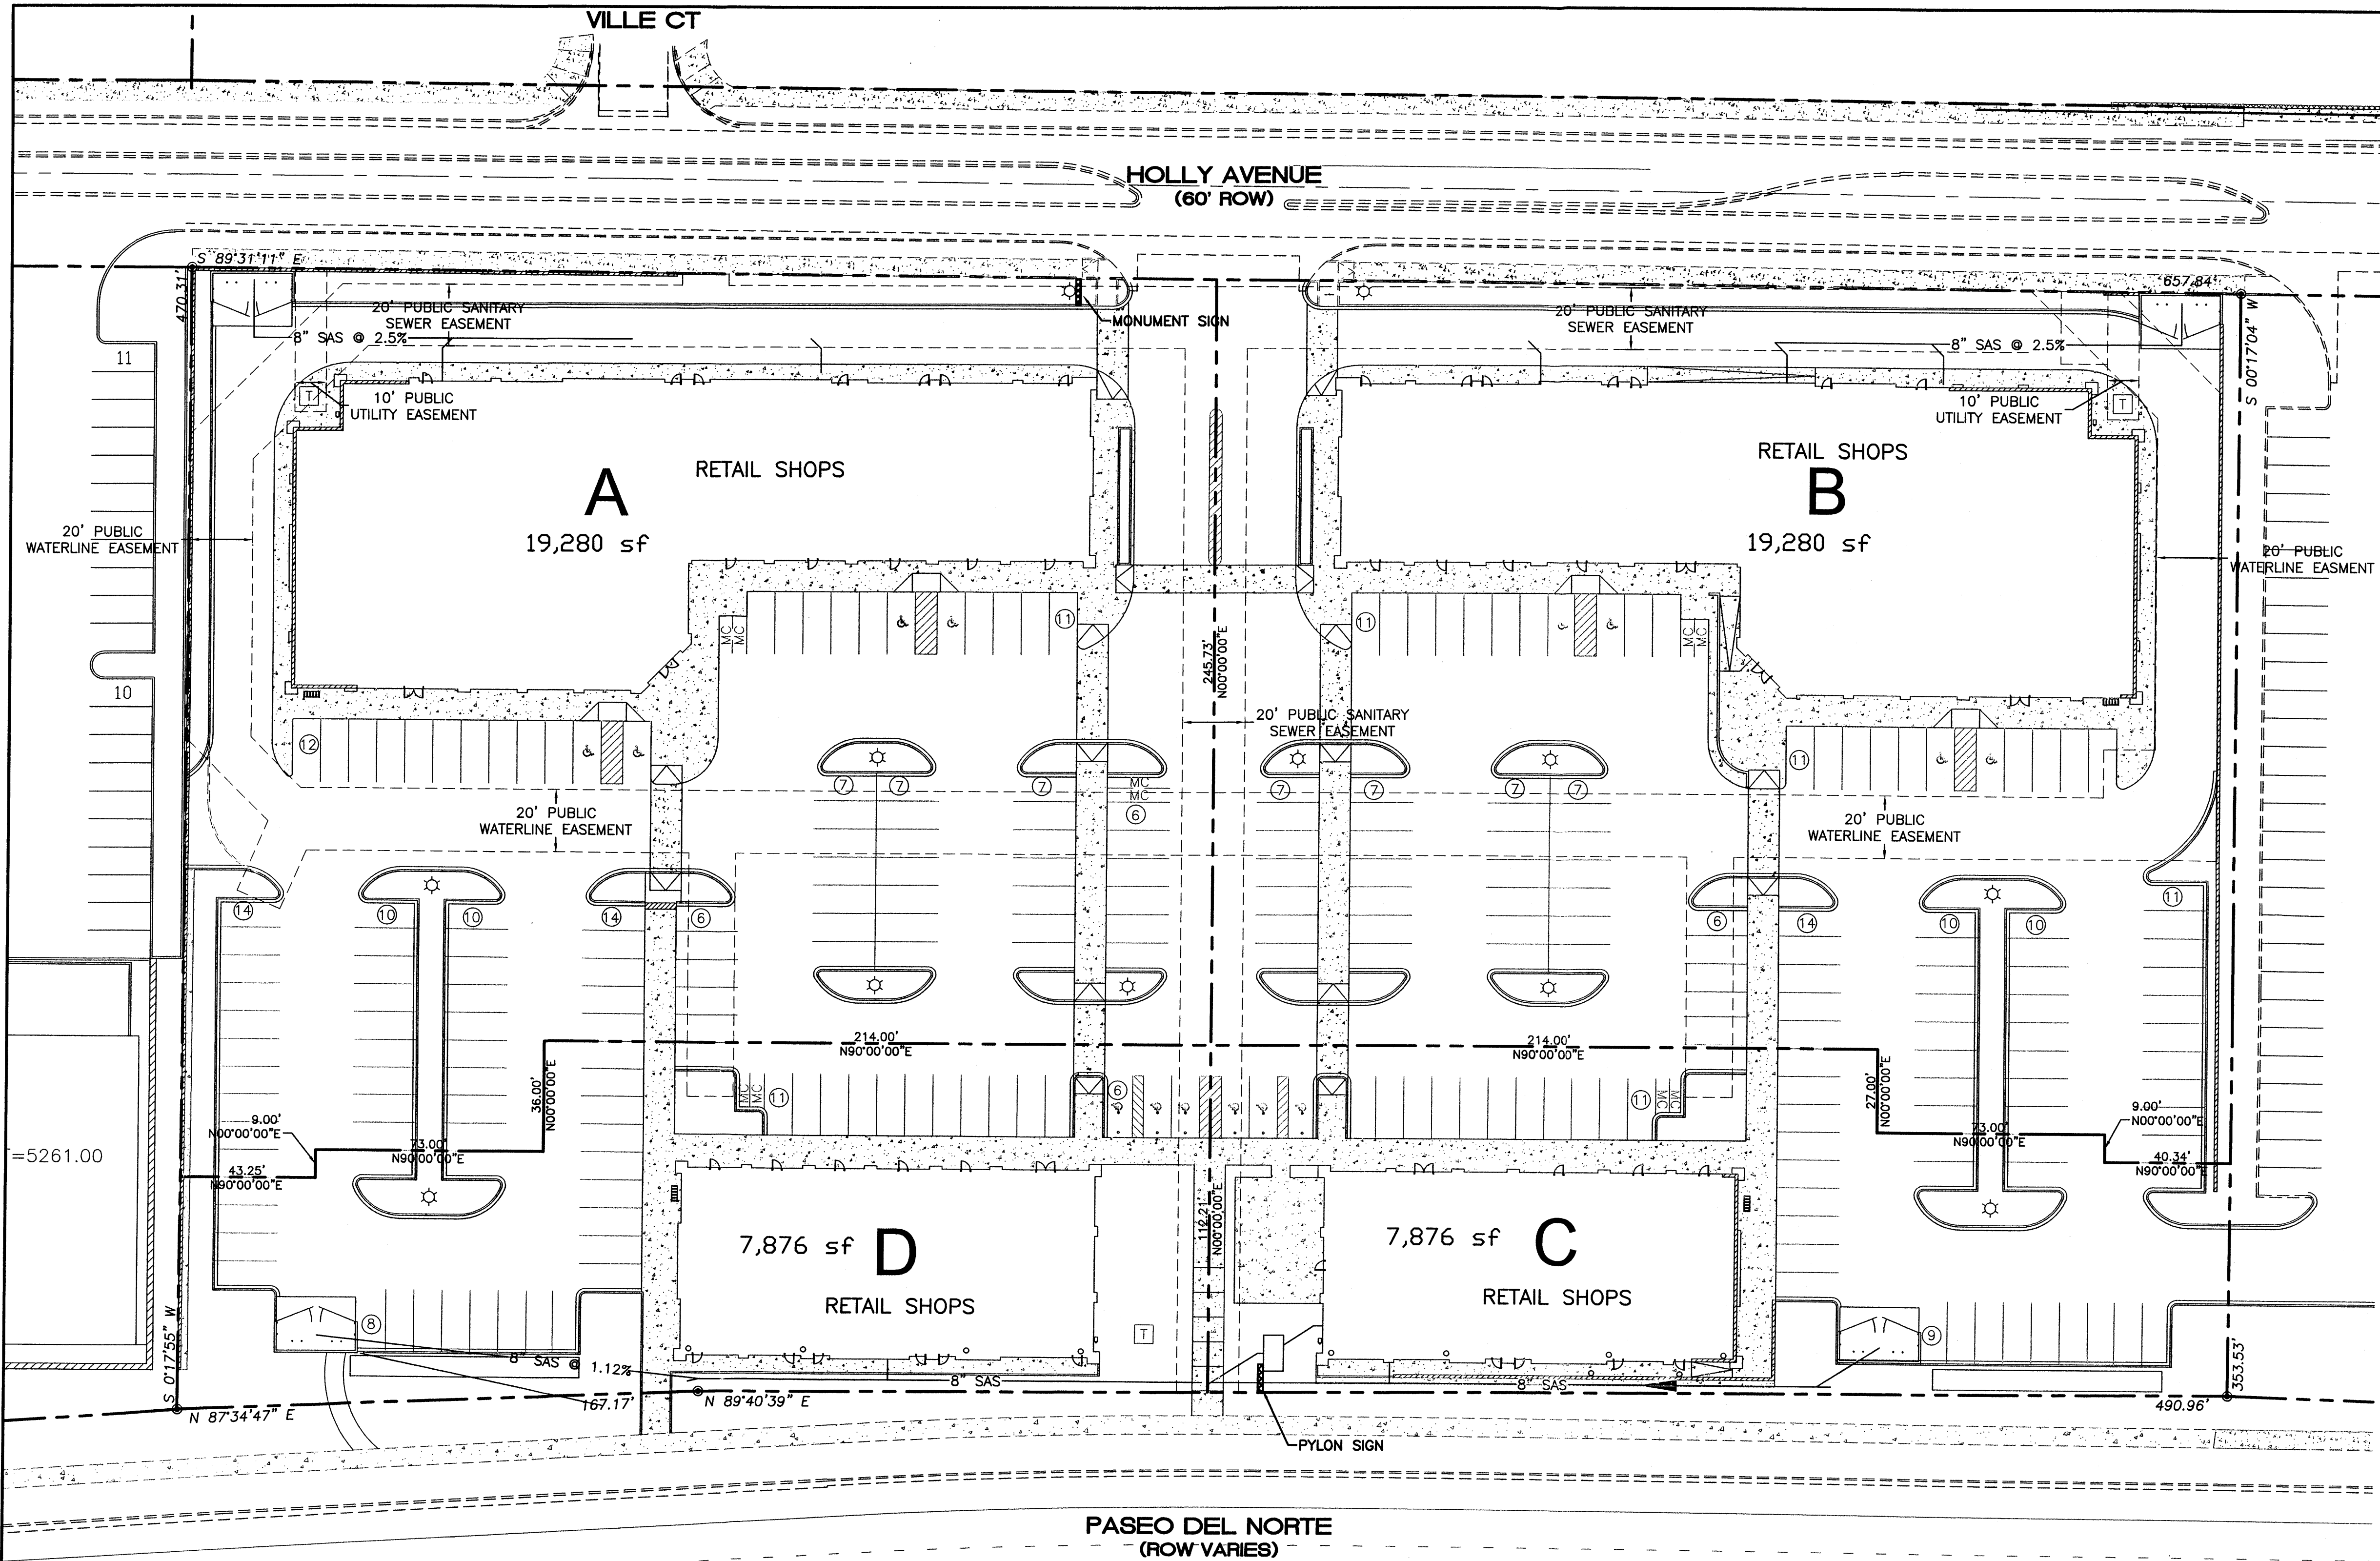 VILLE CT
HOLLY AVENUE
(60' ROW)
S 89°31'11" E
657.84'
470.31'
S 00°17'04" W
20' PUBLIC SANITARY
SEWER EASEMENT
8" SAS @ 2.5%
MONUMENT SIGN
20' PUBLIC SANITARY
SEWER EASEMENT
8" SAS @ 2.5%
11
T
10' PUBLIC
UTILITY EASEMENT
10' PUBLIC
UTILITY EASEMENT
T
RETAIL SHOPS
A
19,280 sf
RETAIL SHOPS
B
19,280 sf
20' PUBLIC
WATERLINE EASEMENT
20' PUBLIC
WATERLINE EASMENT
10
MC
MC
11
245.73'
N00°00'00"E
11
MC
MC
12
20' PUBLIC SANITARY
SEWER EASEMENT
11
7
7
7
MC
MC
6
7
7
7
7
20' PUBLIC
WATERLINE EASEMENT
20' PUBLIC
WATERLINE EASEMENT
14
10
10
14
6
6
14
10
10
11
214.00'
N90°00'00"E
214.00'
N90°00'00"E
36.00'
N00°00'00"E
27.00'
N00°00'00"E
MC
MC
11
6
11
MC
MC
9.00'
N00°00'00"E
73.00'
N90°00'00"E
43.25'
N90°00'00"E
9.00'
N00°00'00"E
73.00'
N90°00'00"E
40.34'
N90°00'00"E
=5261.00
112.21'
N00°00'00"E
7,876 sf
D
RETAIL SHOPS
7,876 sf
C
RETAIL SHOPS
8
T
9
S 0°17'55" W
8" SAS @ 1.12%
8" SAS
8" SAS
353.53'
N 87°34'47" E
167.17'
N 89°40'39" E
490.96'
PYLON SIGN
PASEO DEL NORTE
(ROW VARIES)